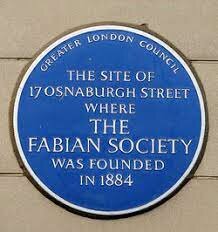 GREATER LONDON COUNCIL
THE SITE OF
17 OSNABURGH STREET
WHERE
THE
FABIAN SOCIETY
WAS FOUNDED
IN 1884